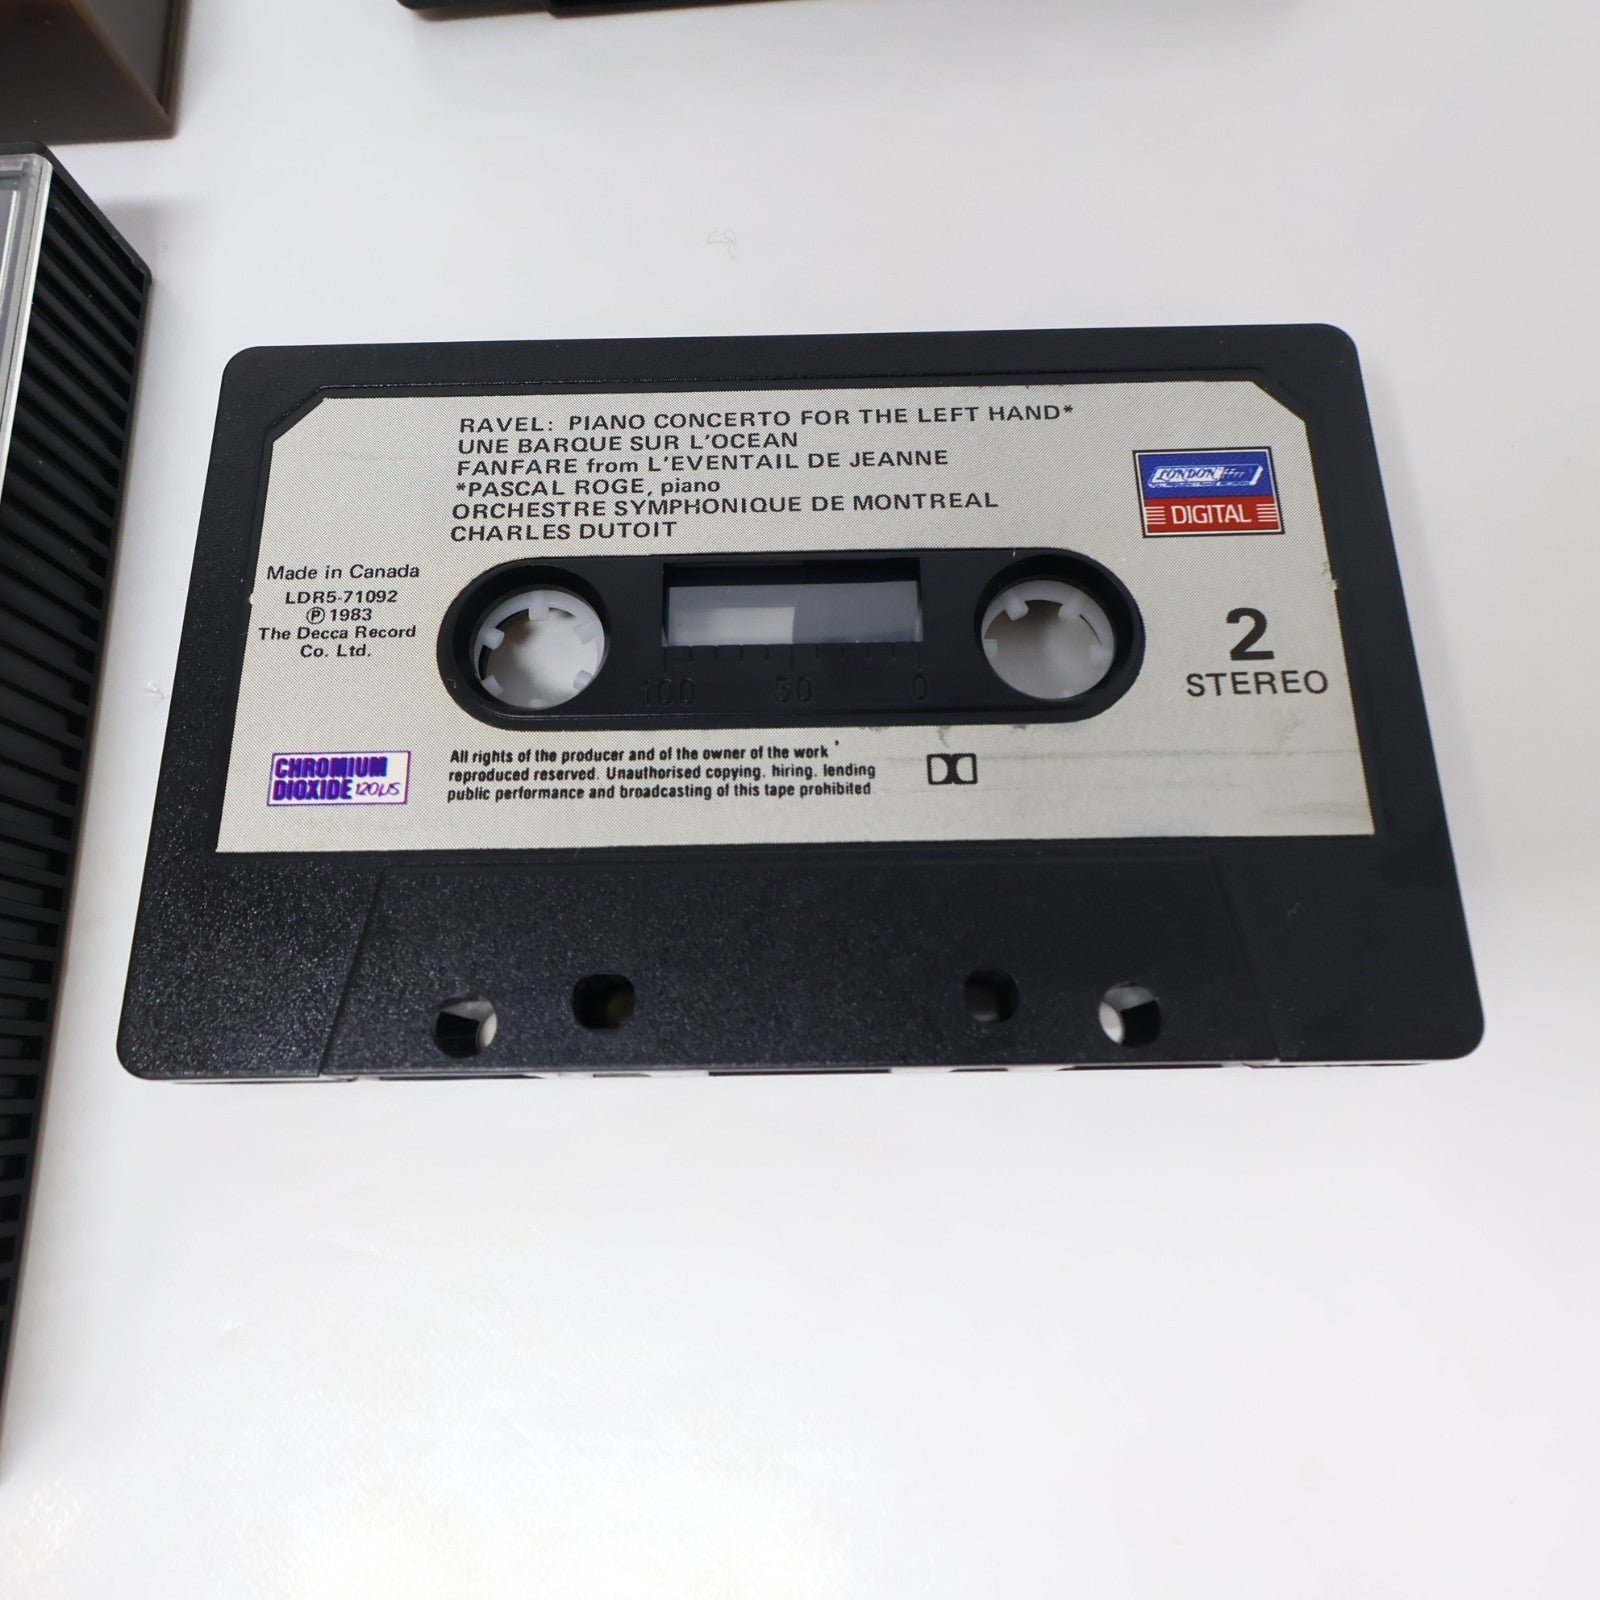 RAVEL: PIANO CONCERTO FOR THE LEFT HAND*
UNE BARQUE SUR L'OCEAN
FANFARE from L'EVENTAIL DE JEANNE
*PASCAL ROGE, piano
ORCHESTRE SYMPHONIQUE DE MONTREAL
CHARLES DUTOIT
LONDON ffrr
DIGITAL
Made in Canada
LDR5-71092
Ⓟ 1983
The Decca Record
Co. Ltd.
100 50 0
2
STEREO
CHROMIUM
DIOXIDE 120µS
All rights of the producer and of the owner of the work
reproduced reserved. Unauthorised copying. hiring. lending
public performance and broadcasting of this tape prohibited